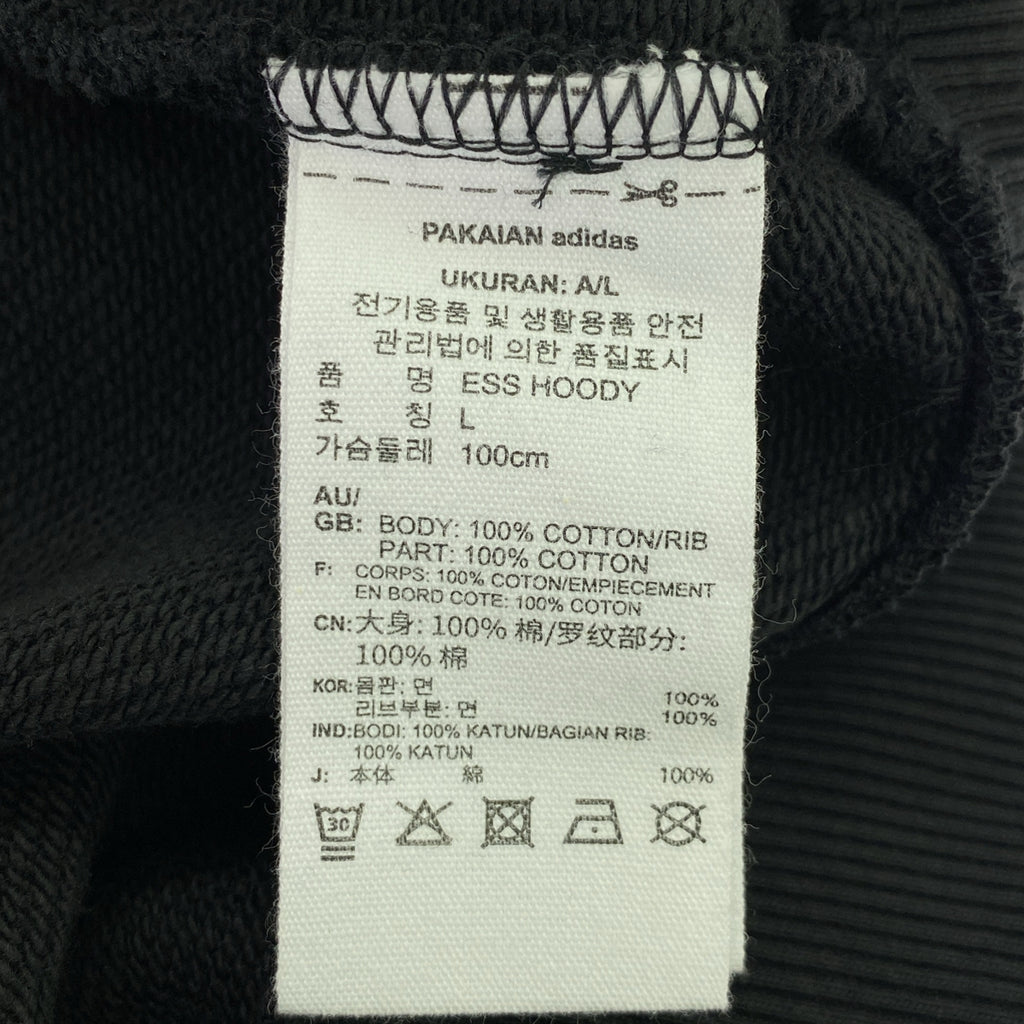 PAKAIAN adidas
UKURAN: A/L
전기용품 및 생활용품 안전
관리법에 의한 품질표시
품 명 ESS HOODY
호 칭 L
가슴둘레 100cm
AU/
GB: BODY: 100% COTTON/RIB
PART: 100% COTTON
F: CORPS: 100% COTON/EMPIECEMENT
EN BORD COTE: 100% COTON
CN: 大身: 100% 棉/罗纹部分:
100% 棉
KOR: 몸판: 면 100%
리브부분: 면 100%
IND: BODI: 100% KATUN/BAGIAN RIB:
100% KATUN
J: 本体 綿 100%
30